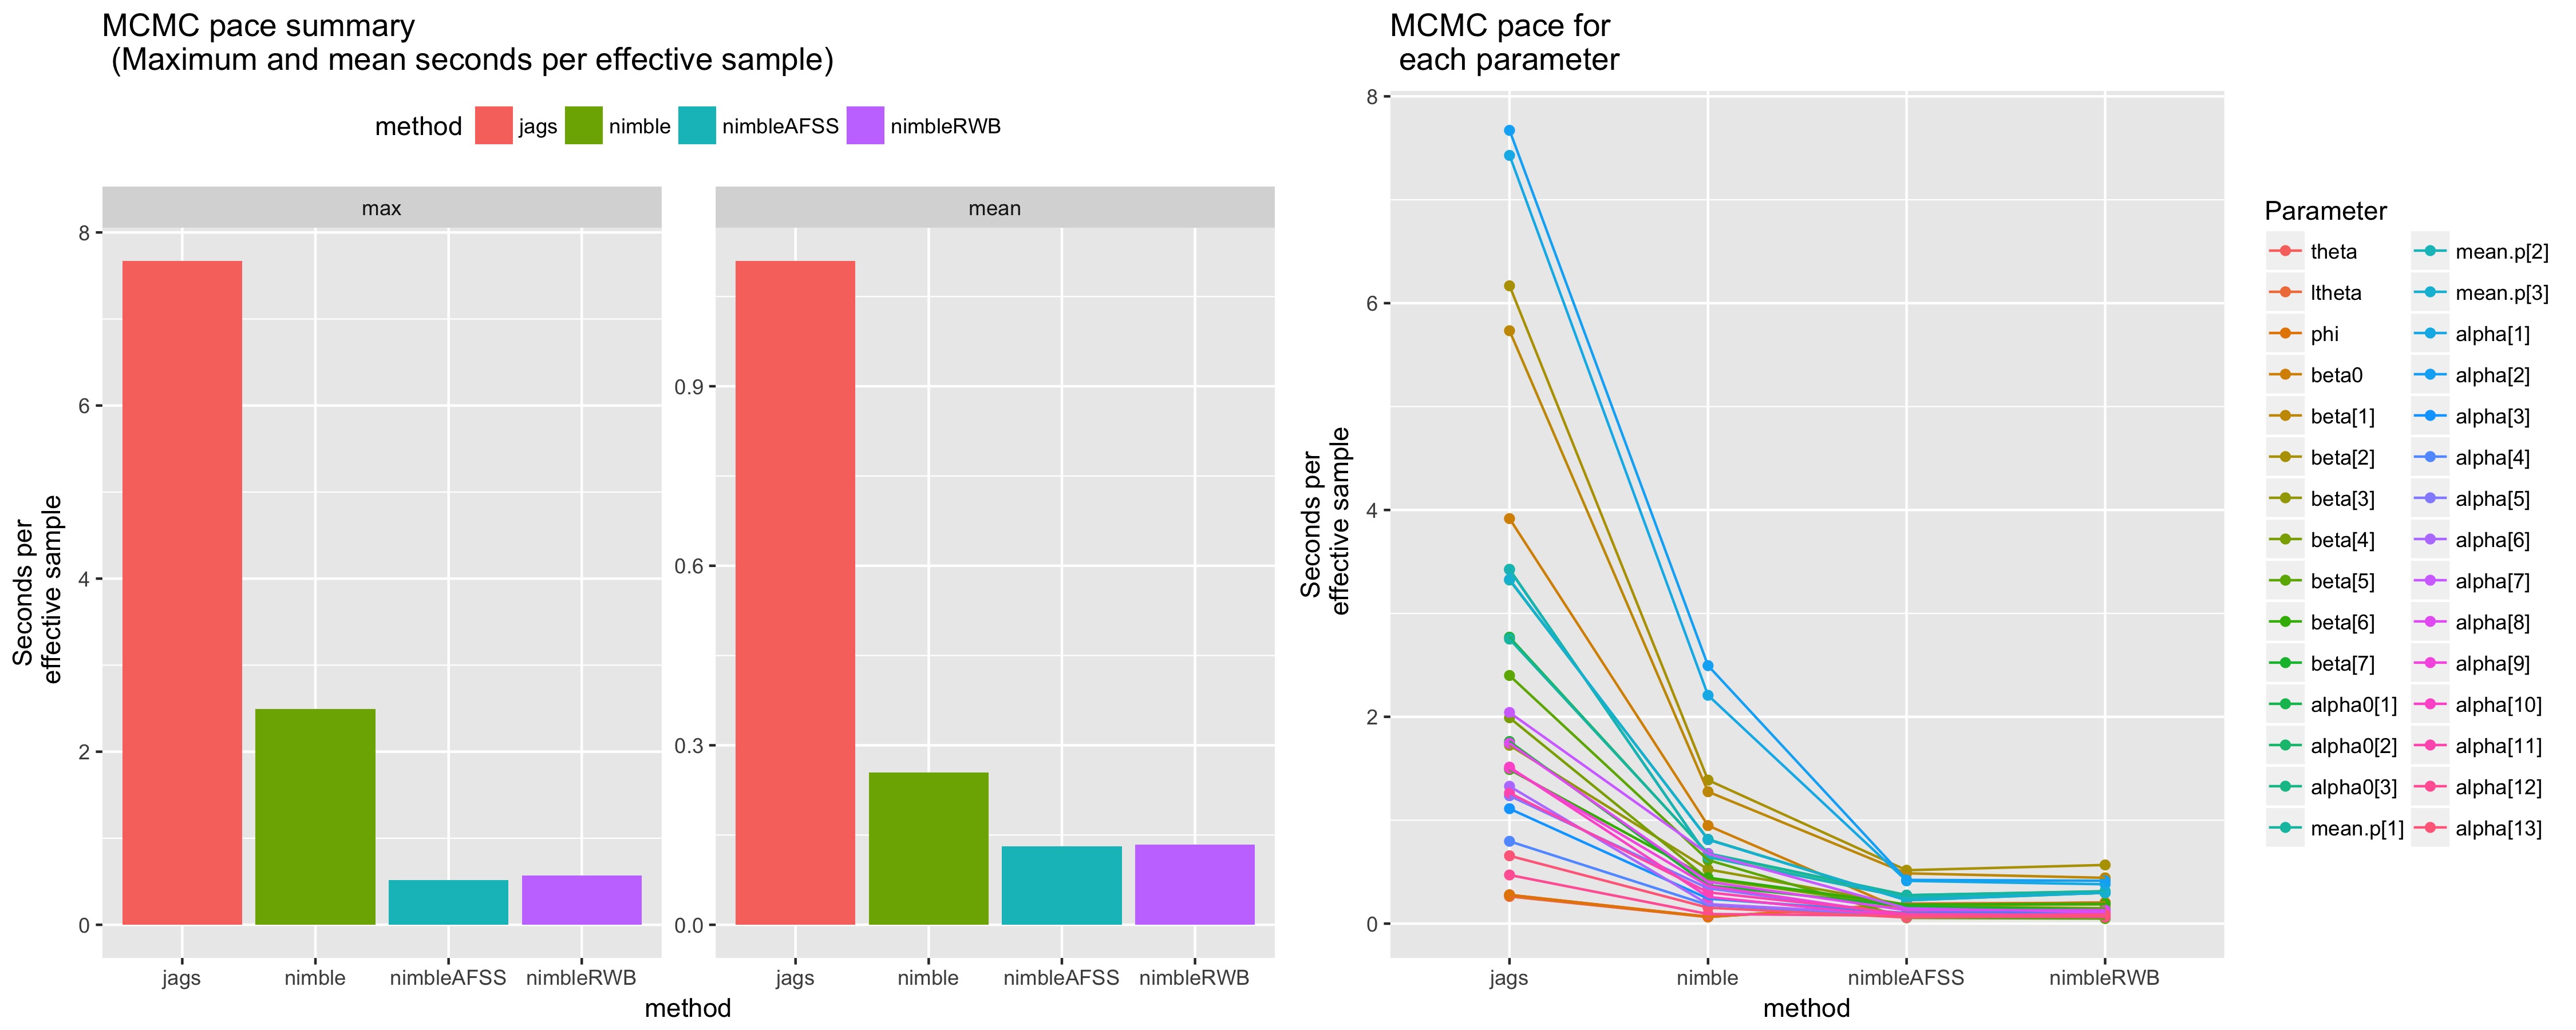 MCMC pace summary
(Maximum and mean seconds per effective sample)
method jags nimble nimbleAFSS nimbleRWB
max
mean
8
6
4
2
0
0.9
0.6
0.3
0.0
Seconds per
effective sample
jags nimble nimbleAFSS nimbleRWB
jags nimble nimbleAFSS nimbleRWB
method
MCMC pace for
each parameter
8
6
4
2
0
Seconds per
effective sample
jags nimble nimbleAFSS nimbleRWB
method
Parameter
theta
ltheta
phi
beta0
beta[1]
beta[2]
beta[3]
beta[4]
beta[5]
beta[6]
beta[7]
alpha0[1]
alpha0[2]
alpha0[3]
mean.p[1]
mean.p[2]
mean.p[3]
alpha[1]
alpha[2]
alpha[3]
alpha[4]
alpha[5]
alpha[6]
alpha[7]
alpha[8]
alpha[9]
alpha[10]
alpha[11]
alpha[12]
alpha[13]